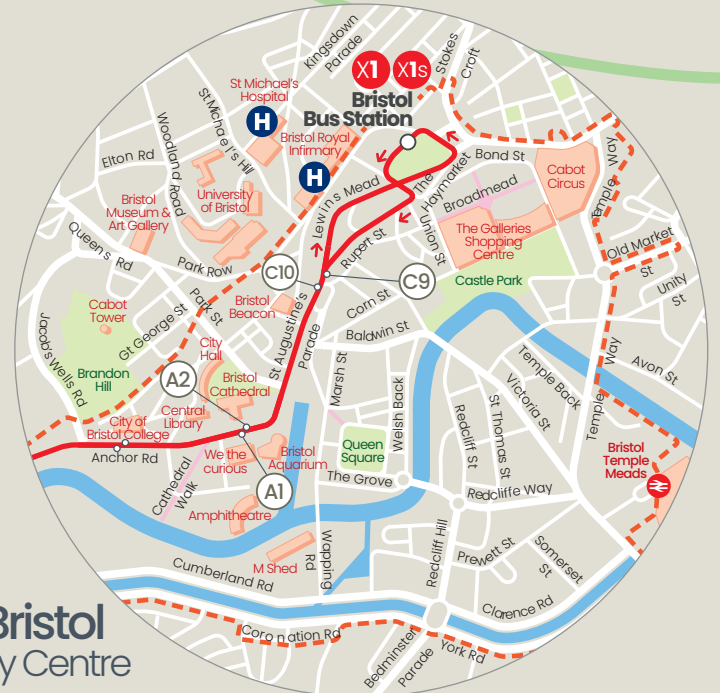 Kingsdown
Parade
Stokes
Croft
X1
X1s
Bristol
Bus Station
St Michael's
Hospital
H
St Michael's Hill
Woodland Road
Elton Rd
Bristol Royal
Infirmary
H
University
of Bristol
Bristol
Museum &
Art Gallery
Queen's Rd
Park Row
Park St
Lewins Mead
The
Haymarket
Bond St
Broadmead
Union St
Rupert St
Cabot
Circus
Temple Way
The Galleries
Shopping
Centre
Castle Park
Old Market
St
Unity
St
C10
C9
Bristol
Beacon
Corn St
Baldwin St
St Augustine's
Parade
Cabot
Tower
Gt George St
Jacob's Wells Rd
Brandon
Hill
City
Hall
A2
Bristol
Cathedral
Central
Library
City of
Bristol College
Anchor Rd
We the
curious
Bristol
Aquarium
A1
Cathedral
Walk
Amphitheatre
Marsh St
Welsh Back
Queen
Square
The Grove
Temple Back
Victoria St
St Thomas St
Redcliff St
Temple Way
Avon St
Bristol
Temple
Meads
Redcliffe Way
Redcliff Hill
Prewett St
Somerset
St
Clarence Rd
M Shed
Wapping
Rd
Cumberland Rd
Coronation Rd
Bedminster
Parade
York Rd
Bristol
y Centre